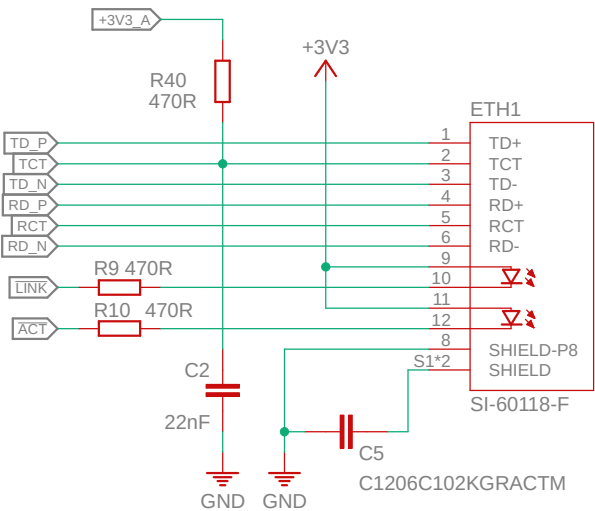 +3V3_A
+3V3
R40
470R
ETH1
TD_P 1 TD+
TCT 2 TCT
TD_N 3 TD-
RD_P 4 RD+
RCT 5 RCT
RD_N 6 RD-
9
R9 470R
LINK 10
11
R10 470R
ACT 12
8 SHIELD-P8
S1*2 SHIELD
C2
22nF
SI-60118-F
C5
C1206C102KGRACTM
GND GND